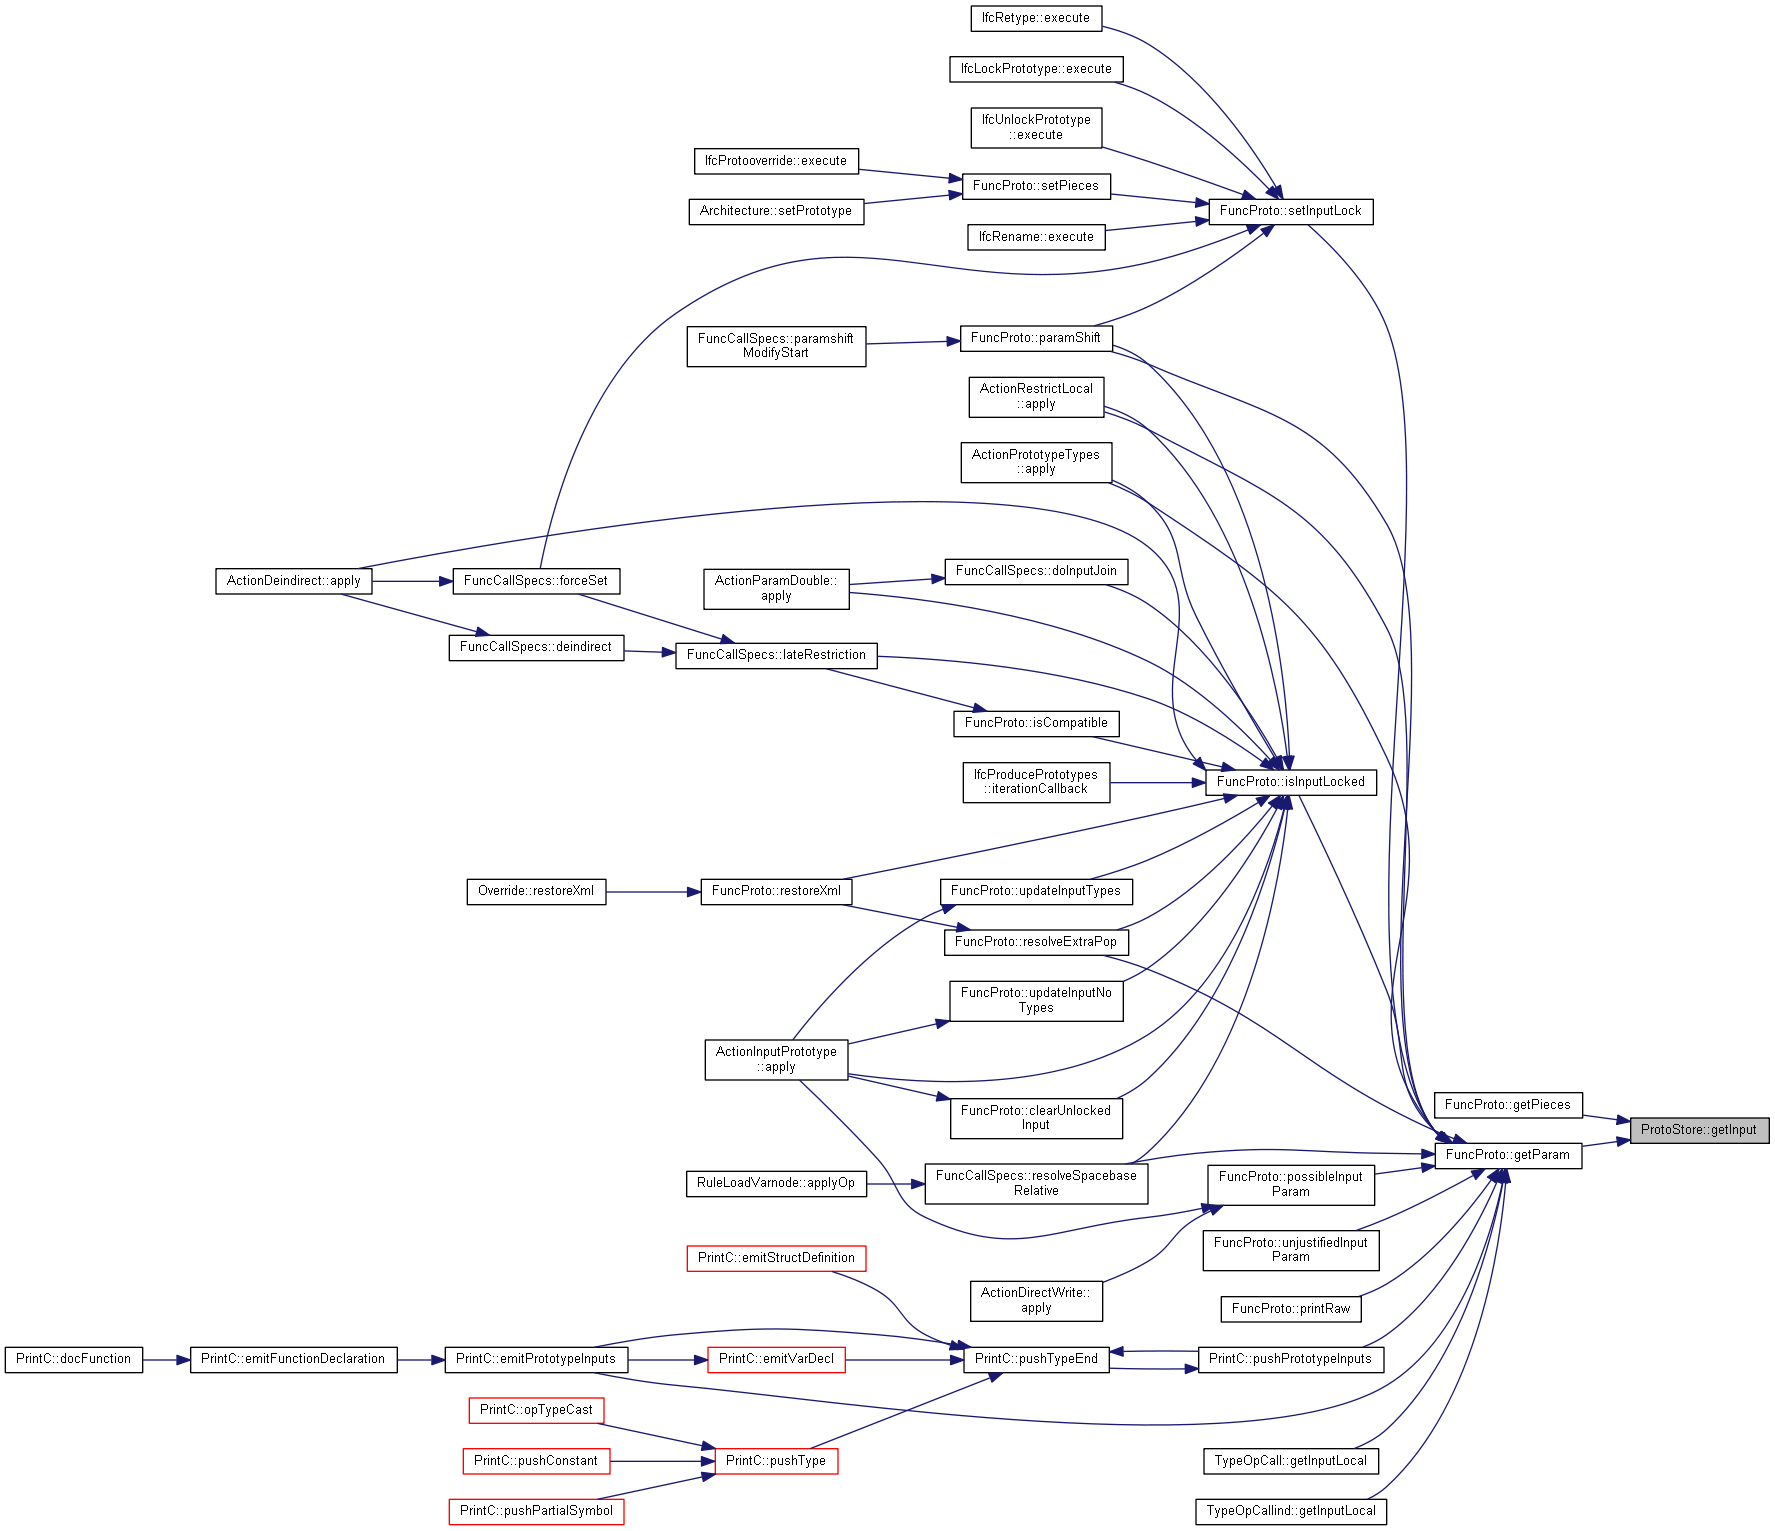 IfcRetype::execute
IfcLockPrototype::execute
IfcUnlockPrototype
::execute
IfcProtooverride::execute
FuncProto::setPieces
Architecture::setPrototype
FuncProto::setInputLock
IfcRename::execute
FuncCallSpecs::paramshift
ModifyStart
FuncProto::paramShift
ActionRestrictLocal
::apply
ActionPrototypeTypes
::apply
ActionDeindirect::apply
FuncCallSpecs::forceSet
ActionParamDouble::
apply
FuncCallSpecs::doInputJoin
FuncCallSpecs::deindirect
FuncCallSpecs::lateRestriction
FuncProto::isCompatible
IfcProducePrototypes
::iterationCallback
FuncProto::isInputLocked
Override::restoreXml
FuncProto::restoreXml
FuncProto::updateInputTypes
FuncProto::resolveExtraPop
FuncProto::updateInputNo
Types
ActionInputPrototype
::apply
FuncProto::clearUnlocked
Input
FuncProto::getPieces
ProtoStore::getInput
FuncProto::getParam
RuleLoadVarnode::applyOp
FuncCallSpecs::resolveSpacebase
Relative
FuncProto::possibleInput
Param
FuncProto::unjustifiedInput
Param
PrintC::emitStructDefinition
ActionDirectWrite::
apply
FuncProto::printRaw
PrintC::docFunction
PrintC::emitFunctionDeclaration
PrintC::emitPrototypeInputs
PrintC::emitVarDecl
PrintC::pushTypeEnd
PrintC::pushPrototypeInputs
PrintC::opTypeCast
PrintC::pushConstant
PrintC::pushType
TypeOpCall::getInputLocal
PrintC::pushPartialSymbol
TypeOpCallind::getInputLocal